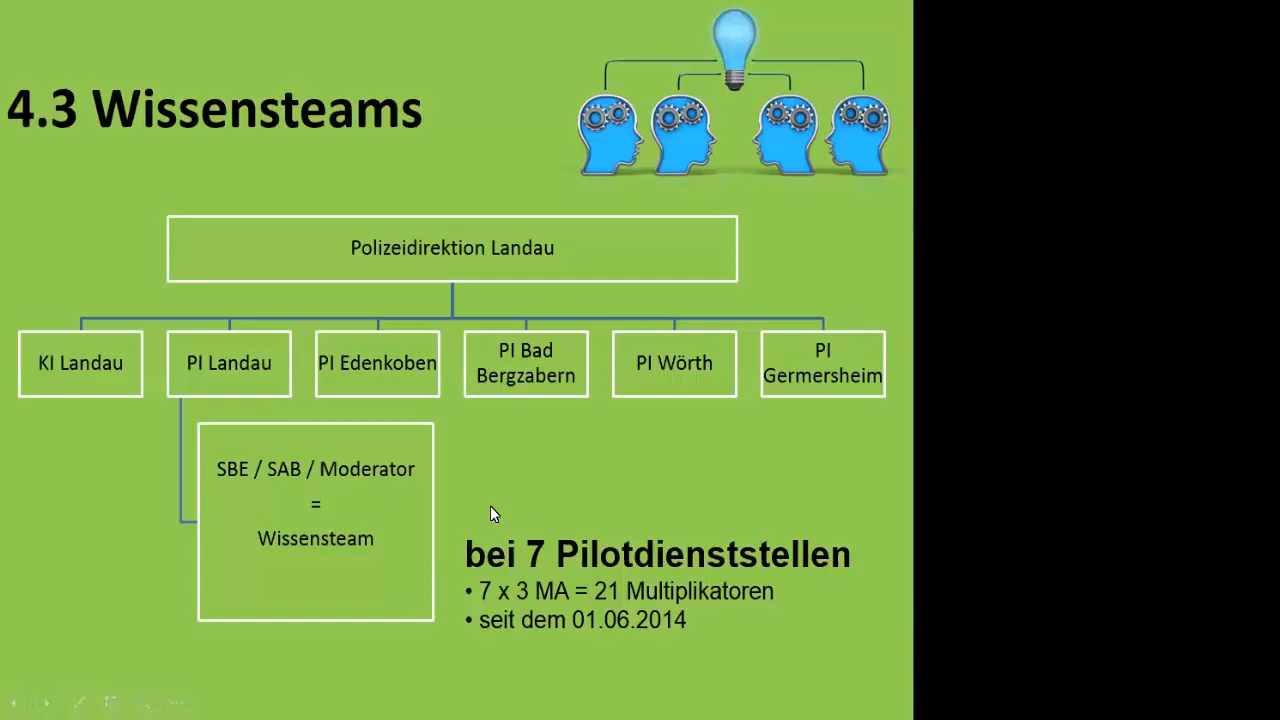 4.3 Wissensteams
Polizeidirektion Landau
KI Landau
PI Landau
PI Edenkoben
PI Bad
Bergzabern
PI Wörth
PI
Germersheim
SBE / SAB / Moderator
=
Wissensteam
bei 7 Pilotdienststellen
• 7 x 3 MA = 21 Multiplikatoren
• seit dem 01.06.2014